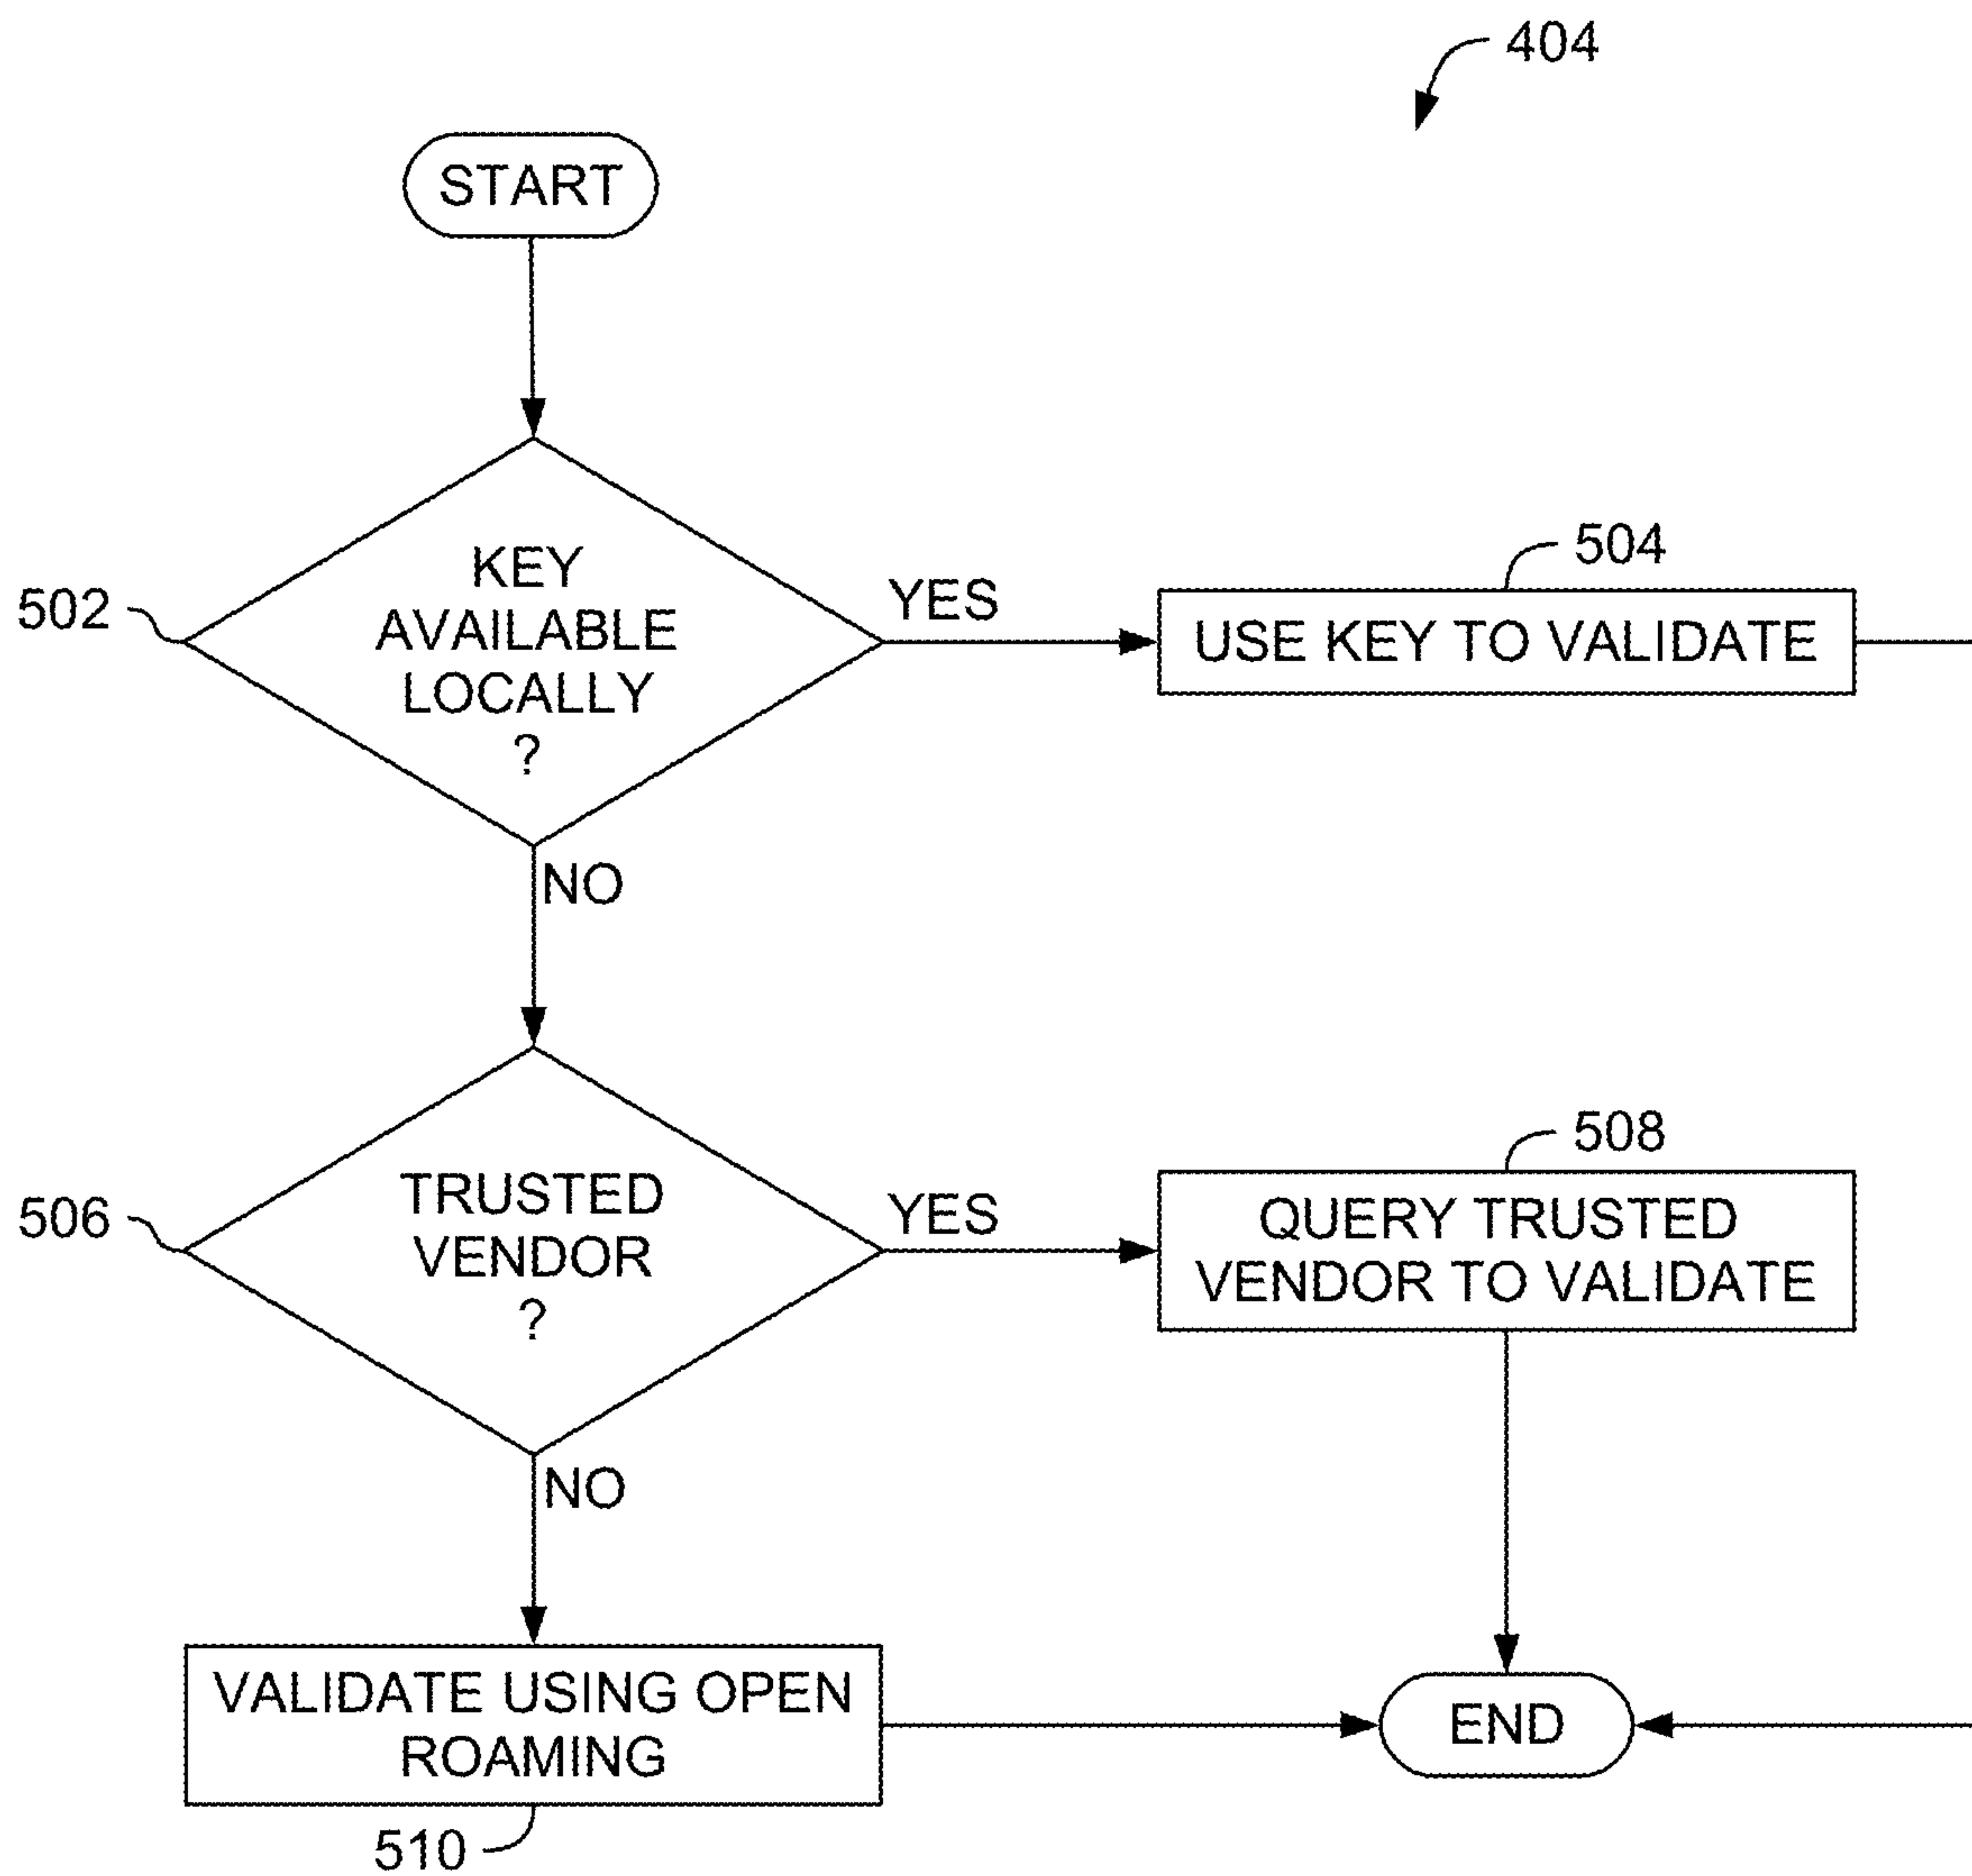 404
START
KEY
AVAILABLE
LOCALLY
?
502
YES
504
USE KEY TO VALIDATE
NO
TRUSTED
VENDOR
?
506
YES
508
QUERY TRUSTED
VENDOR TO VALIDATE
NO
VALIDATE USING OPEN
ROAMING
510
END